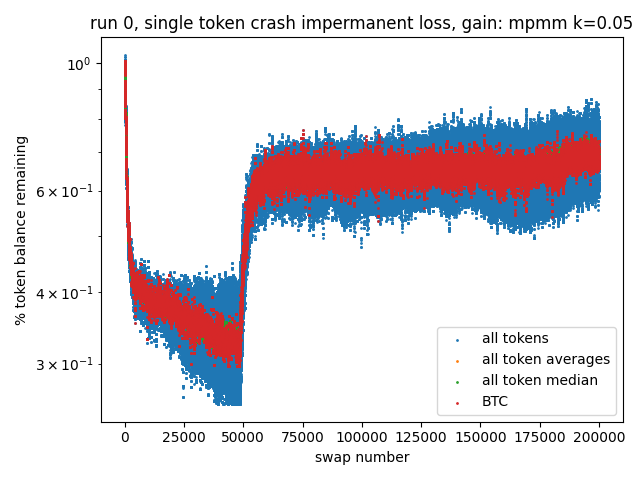 run 0, single token crash impermanent loss, gain: mpmm k=0.05
% token balance remaining
10⁰
6 × 10⁻¹
4 × 10⁻¹
3 × 10⁻¹
all tokens
all token averages
all token median
BTC
0 25000 50000 75000 100000 125000 150000 175000 200000
swap number